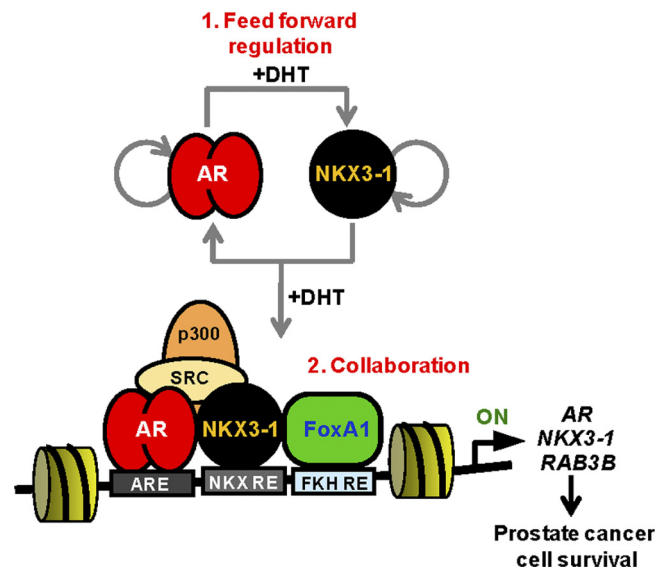 1. Feed forward
regulation
+DHT
AR
NKX3-1
+DHT
p300
SRC
2. Collaboration
AR
NKX3-1
FoxA1
ARE
NKX RE
FKH RE
ON
AR
NKX3-1
RAB3B
Prostate cancer
cell survival